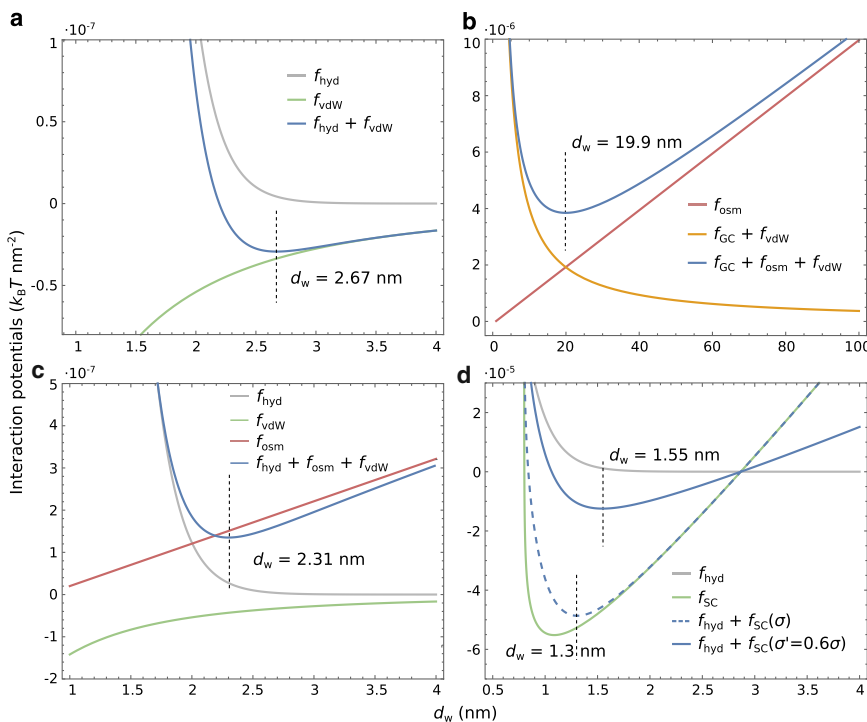 a
·10⁻⁷
1
0.5
0
-0.5
f_hyd
f_vdW
f_hyd + f_vdW
d_w = 2.67 nm
1 1.5 2 2.5 3 3.5 4
b
·10⁻⁶
10
8
6
4
2
0
d_w = 19.9 nm
f_osm
f_GC + f_vdW
f_GC + f_osm + f_vdW
0 20 40 60 80 100
Interaction potentials (k_BT nm⁻²)
c
·10⁻⁷
5
4
3
2
1
0
-1
-2
f_hyd
f_vdW
f_osm
f_hyd + f_osm + f_vdW
d_w = 2.31 nm
1 1.5 2 2.5 3 3.5 4
d
·10⁻⁵
2
0
-2
-4
-6
d_w = 1.55 nm
d_w = 1.3 nm
f_hyd
f_SC
f_hyd + f_SC(σ)
f_hyd + f_SC(σ'=0.6σ)
0.5 1 1.5 2 2.5 3 3.5 4
d_w (nm)